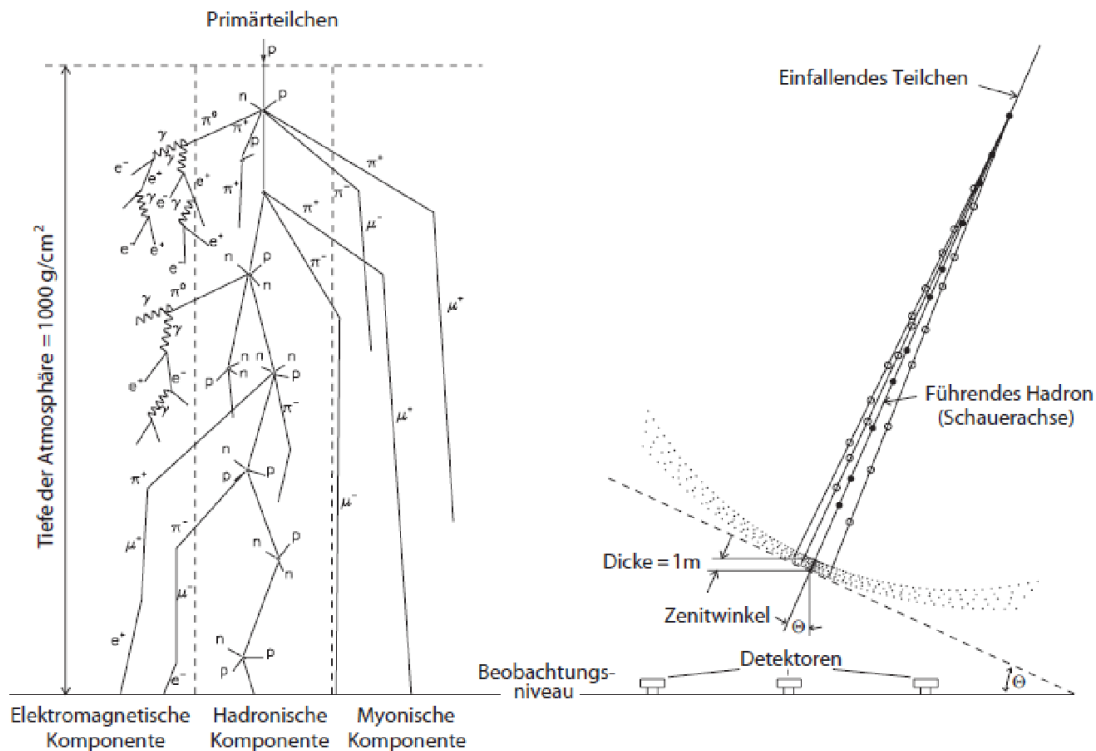 Primärteilchen
p
n
p
π⁰
π⁺
γ
p
γ
π⁺
e⁻
e⁺
e⁺
π⁺
π⁻
π⁺
γ
e⁻
γ
μ⁻
e⁻
e⁺
e⁺
e⁻
n
p
n
π⁻
γ
π⁰
γ
μ⁺
n
p
n
n
n
p
e⁺
e⁻
π⁻
μ⁺
π⁺
p
π⁻
μ⁻
μ⁺
p
n
n
μ⁻
n
p
p
e⁺
e⁻
Tiefe der Atmosphäre = 1000 g/cm²
Elektromagnetische
Komponente
Hadronische
Komponente
Myonische
Komponente
Einfallendes Teilchen
Führendes Hadron
(Schauerachse)
Dicke = 1m
Zenitwinkel
Θ
Detektoren
Beobachtungs-
niveau
Θ